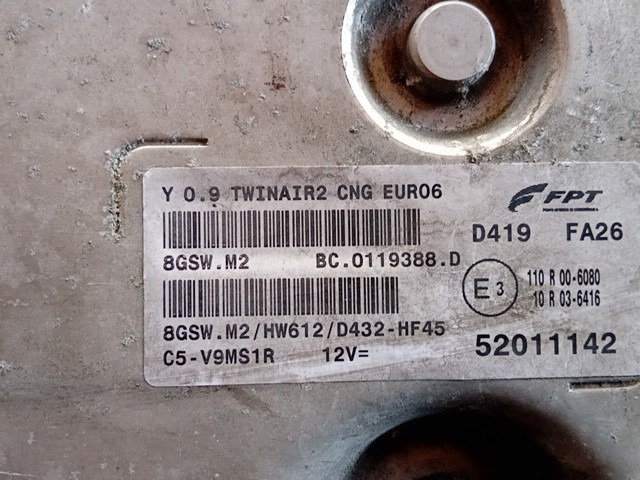 Y 0.9 TWINAIR2 CNG EURO6
FPT
D419 FA26
8GSW.M2 BC.0119388.D
E3
110 R 00-6080
10 R 03-6416
8GSW.M2/HW612/D432-HF45
C5-V9MS1R 12V=
52011142